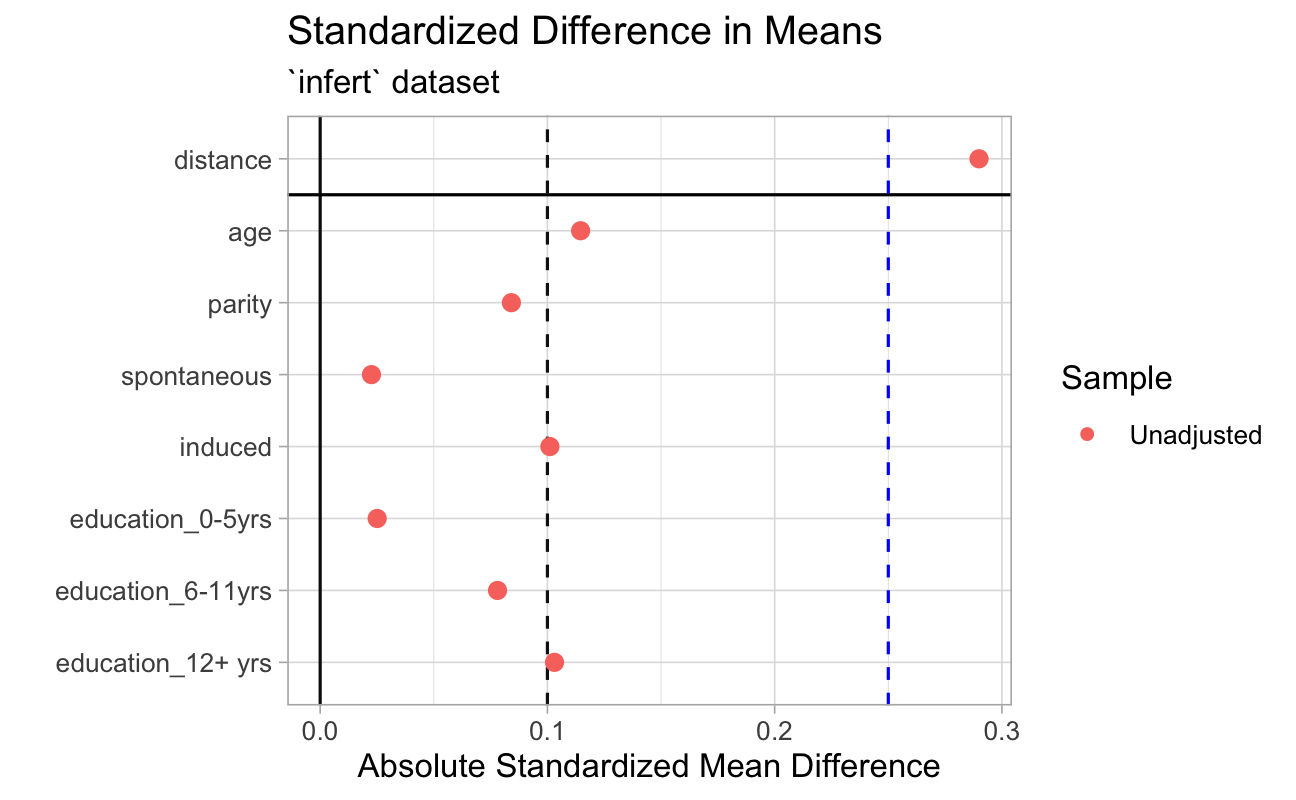 Standardized Difference in Means
`infert` dataset
distance
age
parity
spontaneous
induced
education_0-5yrs
education_6-11yrs
education_12+ yrs
0.0 0.1 0.2 0.3
Absolute Standardized Mean Difference
Sample
Unadjusted